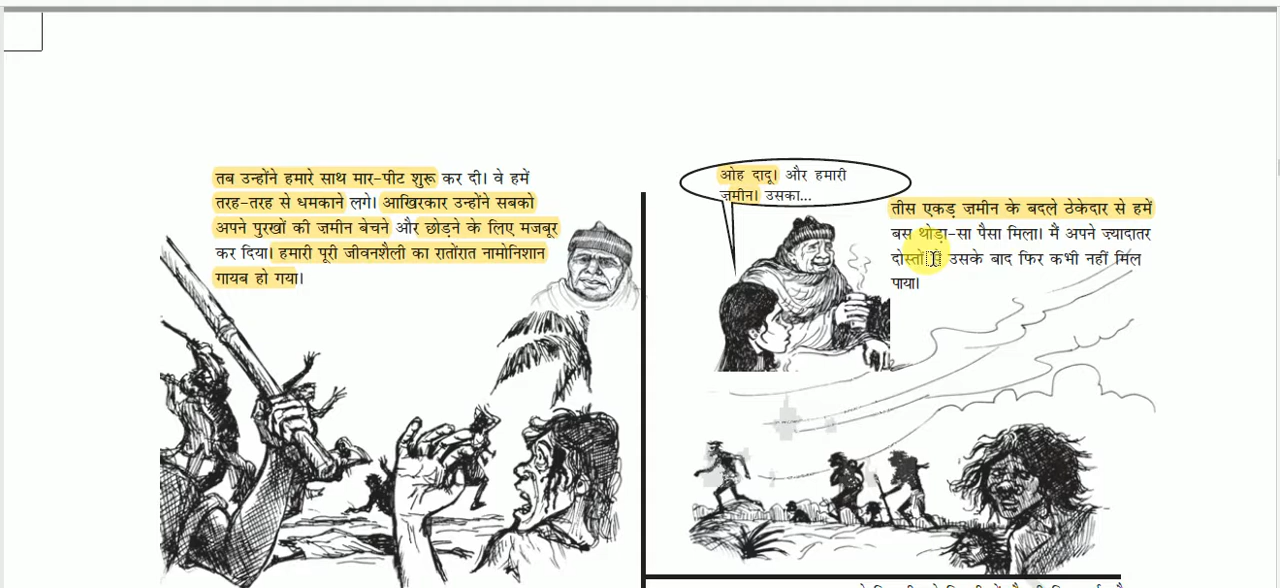 तब उन्होंने हमारे साथ मार-पीट शुरू कर दी। वे हमें
तरह-तरह से धमकाने लगे। आखिरकार उन्होंने सबको
अपने पुरखों की ज़मीन बेचने और छोड़ने के लिए मजबूर
कर दिया। हमारी पूरी जीवनशैली का रातोंरात नामोनिशान
गायब हो गया।
ओह दादू। और हमारी
ज़मीन। उसका...
तीस एकड़ ज़मीन के बदले ठेकेदार से हमें
बस थोड़ा-सा पैसा मिला। मैं अपने ज़्यादातर
दोस्तों उसके बाद फिर कभी नहीं मिल
पाया।